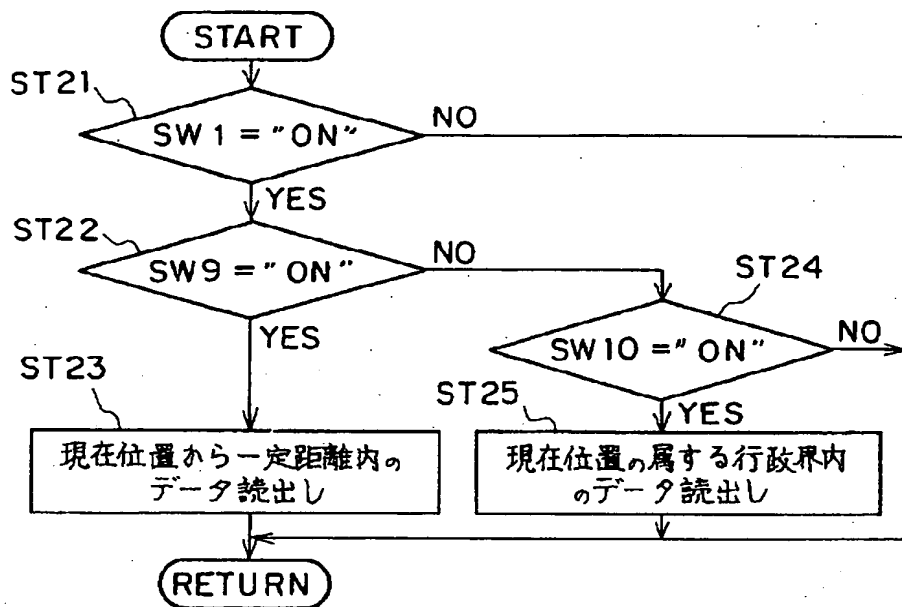 START
ST21
SW1="ON"
NO
YES
ST22
SW9="ON"
NO
ST24
YES
SW10="ON"
NO
ST23
ST25
YES
現在位置から一定距離内の
データ読出し
現在位置の属する行政界内
のデータ読出し
RETURN